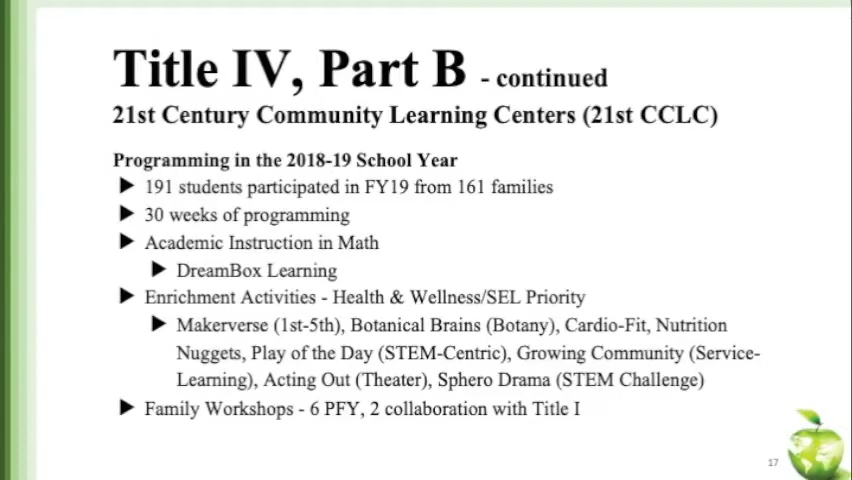 Title IV, Part B - continued
21st Century Community Learning Centers (21st CCLC)
Programming in the 2018-19 School Year
191 students participated in FY19 from 161 families
30 weeks of programming
Academic Instruction in Math
DreamBox Learning
Enrichment Activities - Health & Wellness/SEL Priority
Makerverse (1st-5th), Botanical Brains (Botany), Cardio-Fit, Nutrition
Nuggets, Play of the Day (STEM-Centric), Growing Community (Service-
Learning), Acting Out (Theater), Sphero Drama (STEM Challenge)
Family Workshops - 6 PFY, 2 collaboration with Title I
17